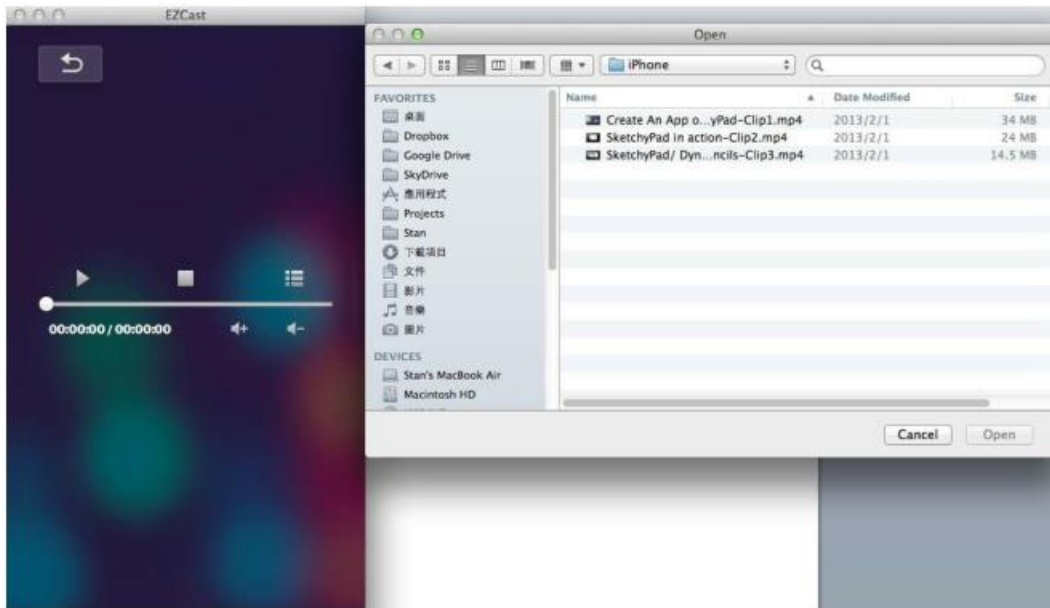 EZCast
00:00:00 / 00:00:00
Open
iPhone
FAVORITES
桌面
Dropbox
Google Drive
SkyDrive
應用程式
Projects
Stan
下載項目
文件
影片
音樂
圖片
DEVICES
Stan's MacBook Air
Macintosh HD
Name Date Modified Size
Create An App o...yPad-Clip1.mp4 2013/2/1 34 MB
SketchyPad in action-Clip2.mp4 2013/2/1 24 MB
SketchyPad/ Dyn...ncils-Clip3.mp4 2013/2/1 14.5 MB
Cancel Open